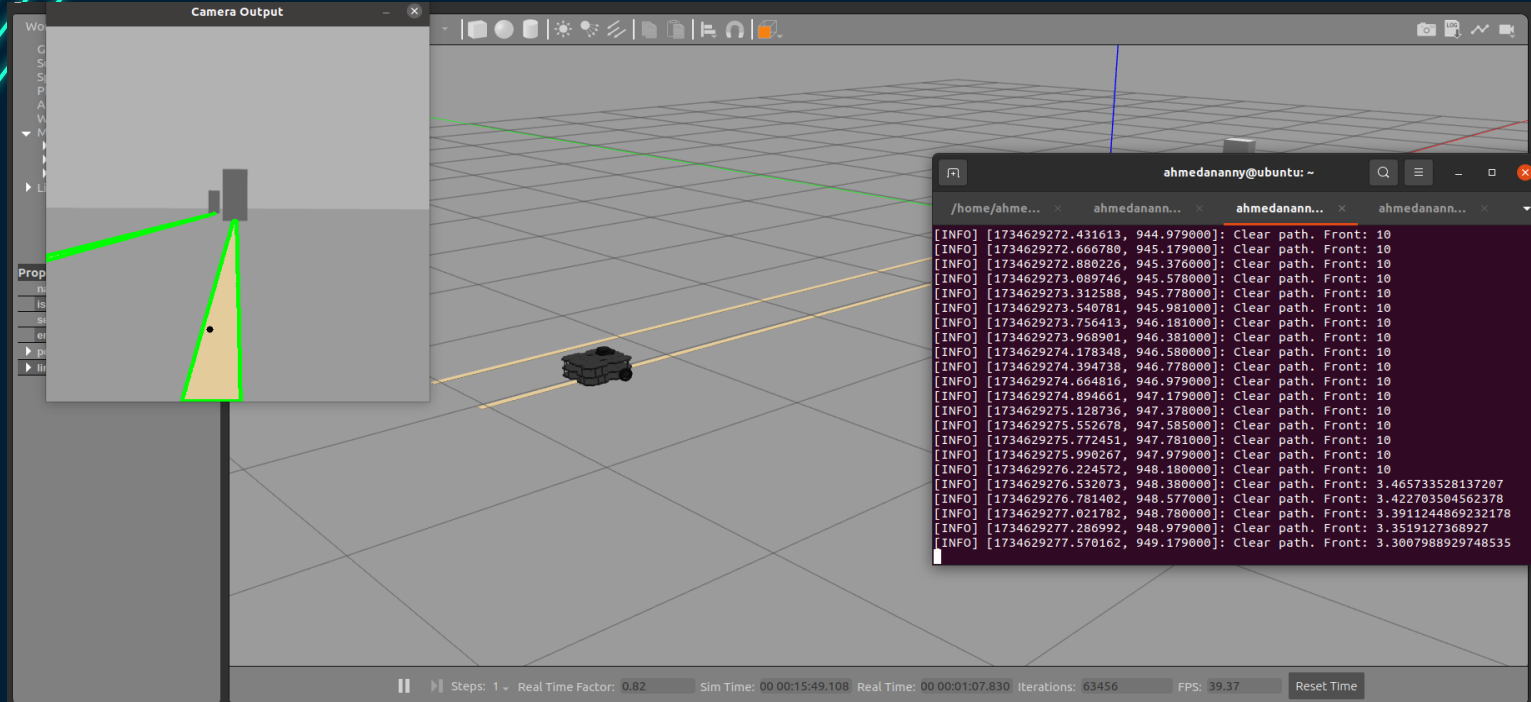 Camera Output
Wo
G
S
Sp
P
A
W
M
Li
Prop
na
is
se
en
po
lin
LOG
ahmedananny@ubuntu: ~
/home/ahme...
ahmedanann...
ahmedanann...
ahmedanann...
[INFO] [1734629272.431613, 944.979000]: Clear path. Front: 10
[INFO] [1734629272.666780, 945.179000]: Clear path. Front: 10
[INFO] [1734629272.880226, 945.376000]: Clear path. Front: 10
[INFO] [1734629273.089746, 945.578000]: Clear path. Front: 10
[INFO] [1734629273.312588, 945.778000]: Clear path. Front: 10
[INFO] [1734629273.540781, 945.981000]: Clear path. Front: 10
[INFO] [1734629273.756413, 946.181000]: Clear path. Front: 10
[INFO] [1734629273.968901, 946.381000]: Clear path. Front: 10
[INFO] [1734629274.178348, 946.580000]: Clear path. Front: 10
[INFO] [1734629274.394738, 946.778000]: Clear path. Front: 10
[INFO] [1734629274.664816, 946.979000]: Clear path. Front: 10
[INFO] [1734629274.894661, 947.179000]: Clear path. Front: 10
[INFO] [1734629275.128736, 947.378000]: Clear path. Front: 10
[INFO] [1734629275.552678, 947.585000]: Clear path. Front: 10
[INFO] [1734629275.772451, 947.781000]: Clear path. Front: 10
[INFO] [1734629275.990267, 947.979000]: Clear path. Front: 10
[INFO] [1734629276.224572, 948.180000]: Clear path. Front: 10
[INFO] [1734629276.532073, 948.380000]: Clear path. Front: 3.465733528137207
[INFO] [1734629276.781402, 948.577000]: Clear path. Front: 3.422703504562378
[INFO] [1734629277.021782, 948.780000]: Clear path. Front: 3.3911244869232178
[INFO] [1734629277.286992, 948.979000]: Clear path. Front: 3.3519127368927
[INFO] [1734629277.570162, 949.179000]: Clear path. Front: 3.3007988929748535
Steps: 1 Real Time Factor: 0.82 Sim Time: 00 00:15:49.108 Real Time: 00 00:01:07.830 Iterations: 63456 FPS: 39.37 Reset Time